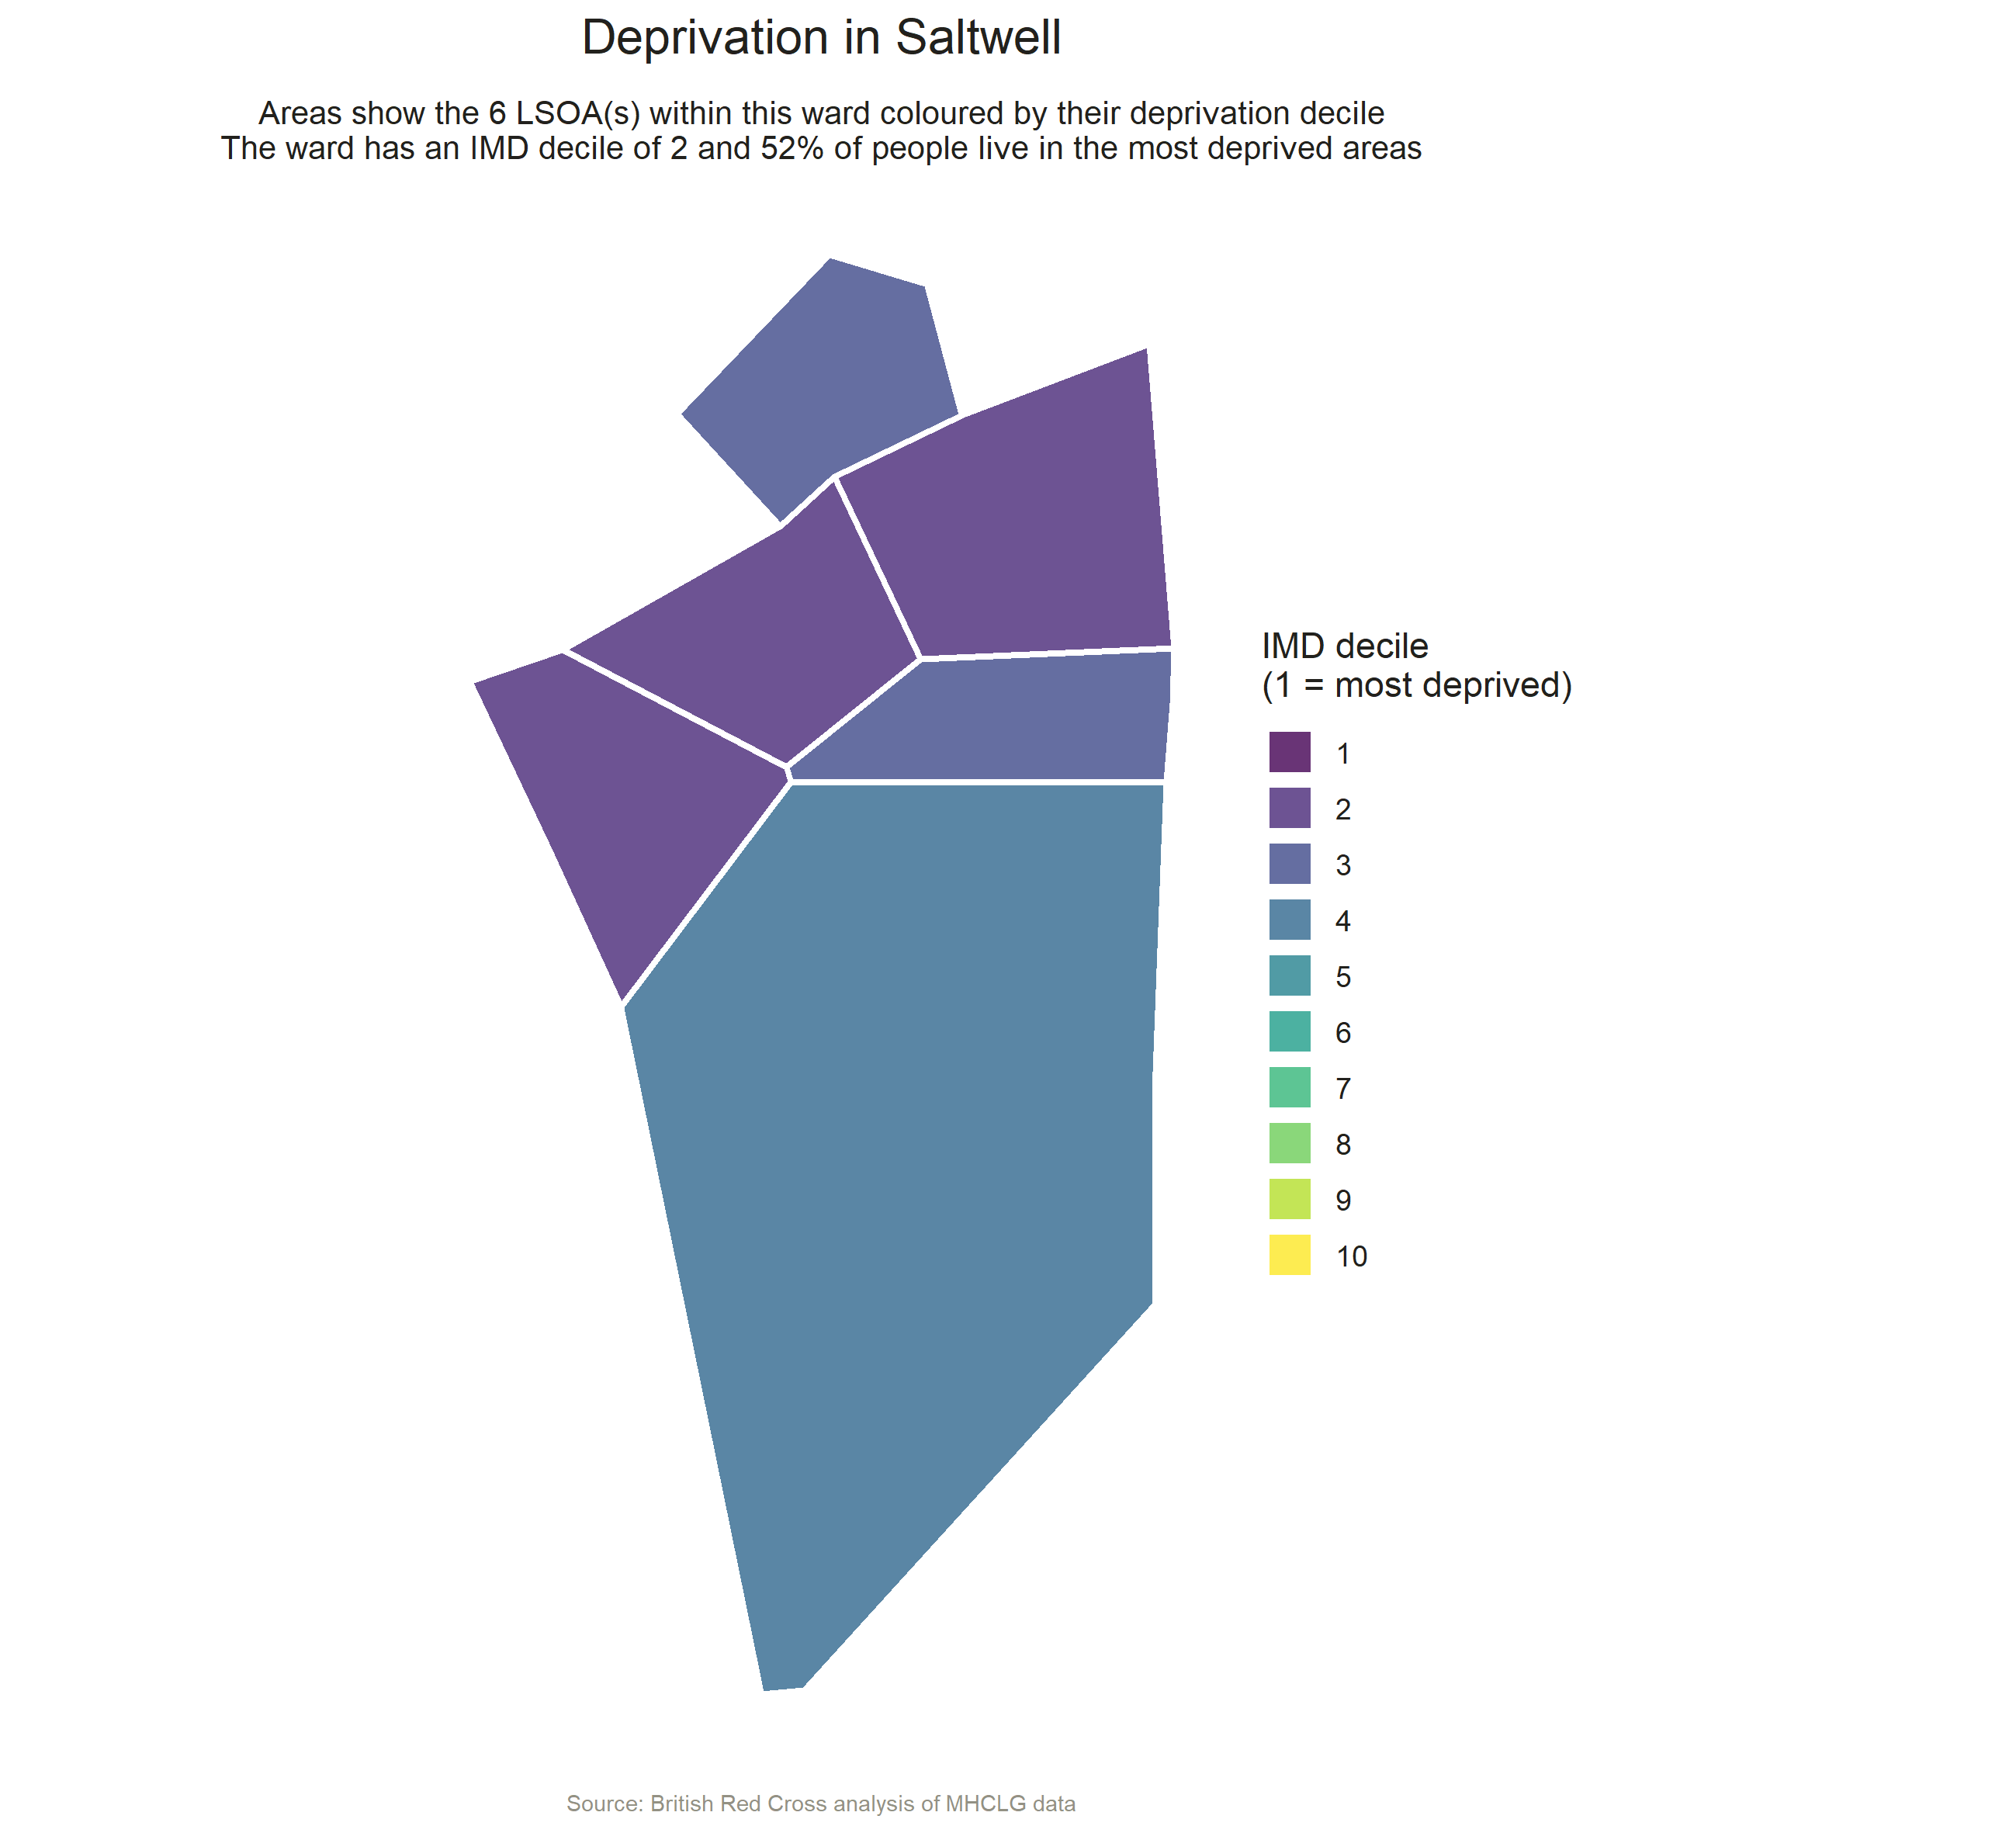 Deprivation in Saltwell
Areas show the 6 LSOA(s) within this ward coloured by their deprivation decile
The ward has an IMD decile of 2 and 52% of people live in the most deprived areas
IMD decile
(1 = most deprived)
1
2
3
4
5
6
7
8
9
10
Source: British Red Cross analysis of MHCLG data